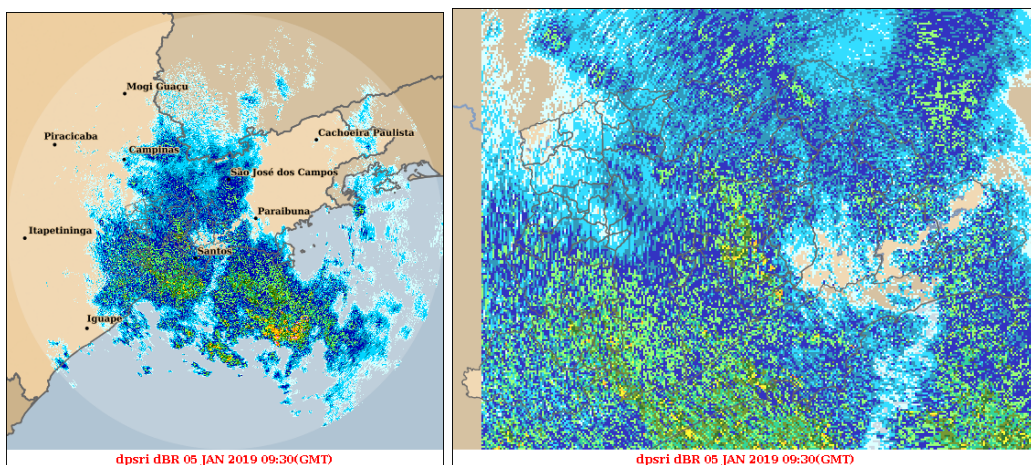 Mogi Guaçu
Piracicaba
Cachoeira Paulista
Campinas
São José dos Campos
Paraibuna
Itapetininga
Santos
Iguape
dpsri dBR 05 JAN 2019 09:30(GMT)
dpsri dBR 05 JAN 2019 09:30(GMT)